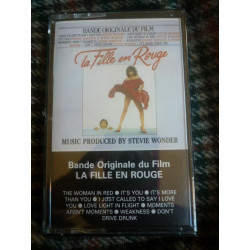 BANDE ORIGINALE DU FILM
la Fille en Rouge
MUSIC PRODUCED BY STEVIE WONDER
Bande Originale du Film
LA FILLE EN ROUGE
THE WOMAN IN RED ● IT'S YOU ● IT'S MORE
THAN YOU ● I JUST CALLED TO SAY I LOVE
YOU ● LOVE LIGHT IN FLIGHT ● MOMENTS
AREN'T MOMENTS ● WEAKNESS ● DON'T
DRIVE DRUNK